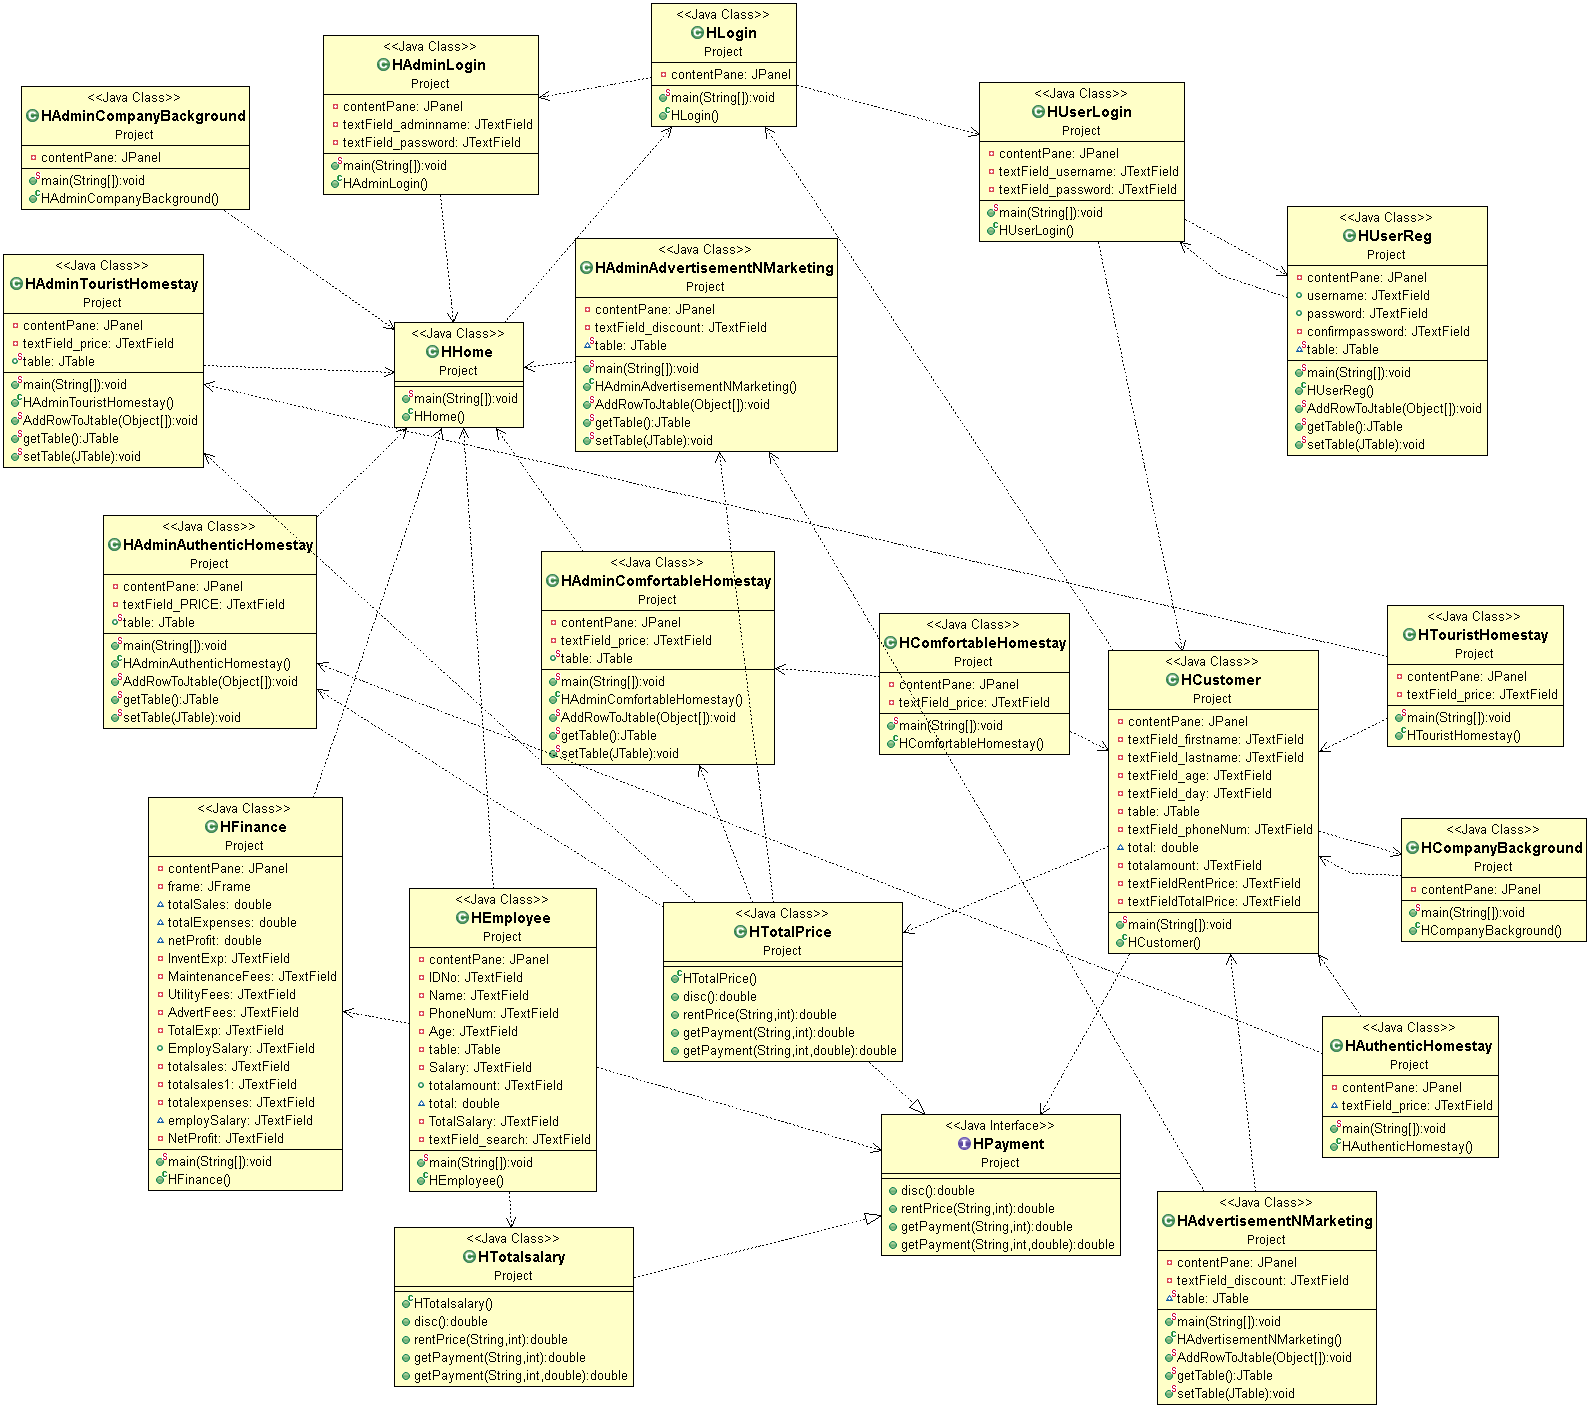 <<Java Class>>
HLogin
Project
contentPane: JPanel
main(String[]):void
HLogin()
<<Java Class>>
HAdminLogin
Project
contentPane: JPanel
textField_adminname: JTextField
textField_password: JTextField
main(String[]):void
HAdminLogin()
<<Java Class>>
HAdminCompanyBackground
Project
contentPane: JPanel
main(String[]):void
HAdminCompanyBackground()
<<Java Class>>
HUserLogin
Project
contentPane: JPanel
textField_username: JTextField
textField_password: JTextField
main(String[]):void
HUserLogin()
<<Java Class>>
HUserReg
Project
contentPane: JPanel
username: JTextField
password: JTextField
confirmpassword: JTextField
table: JTable
main(String[]):void
HUserReg()
AddRowToJtable(Object[]):void
getTable():JTable
setTable(JTable):void
<<Java Class>>
HAdminTouristHomestay
Project
contentPane: JPanel
textField_price: JTextField
table: JTable
main(String[]):void
HAdminTouristHomestay()
AddRowToJtable(Object[]):void
getTable():JTable
setTable(JTable):void
<<Java Class>>
HHome
Project
main(String[]):void
HHome()
<<Java Class>>
HAdminAdvertisementNMarketing
Project
contentPane: JPanel
textField_discount: JTextField
table: JTable
main(String[]):void
HAdminAdvertisementNMarketing()
AddRowToJtable(Object[]):void
getTable():JTable
setTable(JTable):void
<<Java Class>>
HAdminAuthenticHomestay
Project
contentPane: JPanel
textField_PRICE: JTextField
table: JTable
main(String[]):void
HAdminAuthenticHomestay()
AddRowToJtable(Object[]):void
getTable():JTable
setTable(JTable):void
<<Java Class>>
HAdminComfortableHomestay
Project
contentPane: JPanel
textField_price: JTextField
table: JTable
main(String[]):void
HAdminComfortableHomestay()
AddRowToJtable(Object[]):void
getTable():JTable
setTable(JTable):void
<<Java Class>>
HComfortableHomestay
Project
contentPane: JPanel
textField_price: JTextField
main(String[]):void
HComfortableHomestay()
<<Java Class>>
HCustomer
Project
contentPane: JPanel
textField_firstname: JTextField
textField_lastname: JTextField
textField_age: JTextField
textField_day: JTextField
table: JTable
textField_phoneNum: JTextField
total: double
totalamount: JTextField
textFieldRentPrice: JTextField
textFieldTotalPrice: JTextField
main(String[]):void
HCustomer()
<<Java Class>>
HTouristHomestay
Project
contentPane: JPanel
textField_price: JTextField
main(String[]):void
HTouristHomestay()
<<Java Class>>
HCompanyBackground
Project
contentPane: JPanel
main(String[]):void
HCompanyBackground()
<<Java Class>>
HFinance
Project
contentPane: JPanel
frame: JFrame
totalSales: double
totalExpenses: double
netProfit: double
InventExp: JTextField
MaintenanceFees: JTextField
UtilityFees: JTextField
AdvertFees: JTextField
TotalExp: JTextField
EmploySalary: JTextField
totalsales: JTextField
totalsales1: JTextField
totalexpenses: JTextField
employSalary: JTextField
NetProfit: JTextField
main(String[]):void
HFinance()
<<Java Class>>
HEmployee
Project
contentPane: JPanel
IDNo: JTextField
Name: JTextField
PhoneNum: JTextField
Age: JTextField
table: JTable
Salary: JTextField
totalamount: JTextField
total: double
TotalSalary: JTextField
textField_search: JTextField
main(String[]):void
HEmployee()
<<Java Class>>
HTotalPrice
Project
HTotalPrice()
disc():double
rentPrice(String,int):double
getPayment(String,int):double
getPayment(String,int,double):double
<<Java Class>>
HAuthenticHomestay
Project
contentPane: JPanel
textField_price: JTextField
main(String[]):void
HAuthenticHomestay()
<<Java Interface>>
HPayment
Project
disc():double
rentPrice(String,int):double
getPayment(String,int):double
getPayment(String,int,double):double
<<Java Class>>
HTotalsalary
Project
HTotalsalary()
disc():double
rentPrice(String,int):double
getPayment(String,int):double
getPayment(String,int,double):double
<<Java Class>>
HAdvertisementNMarketing
Project
contentPane: JPanel
textField_discount: JTextField
table: JTable
main(String[]):void
HAdvertisementNMarketing()
AddRowToJtable(Object[]):void
getTable():JTable
setTable(JTable):void